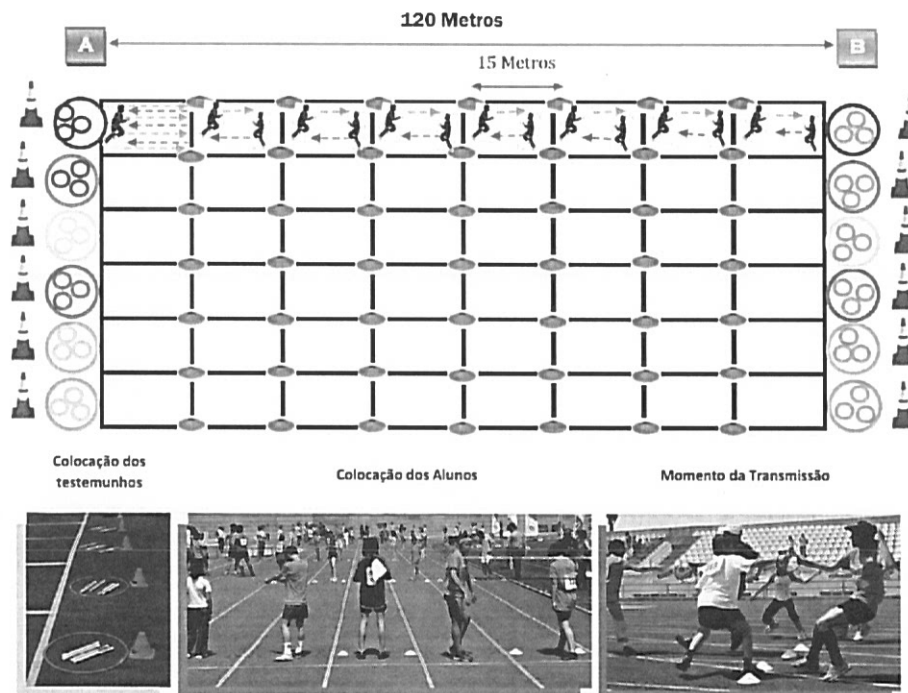 120 Metros
A
B
15 Metros
Colocação dos
testemunhos
Colocação dos Alunos
Momento da Transmissão